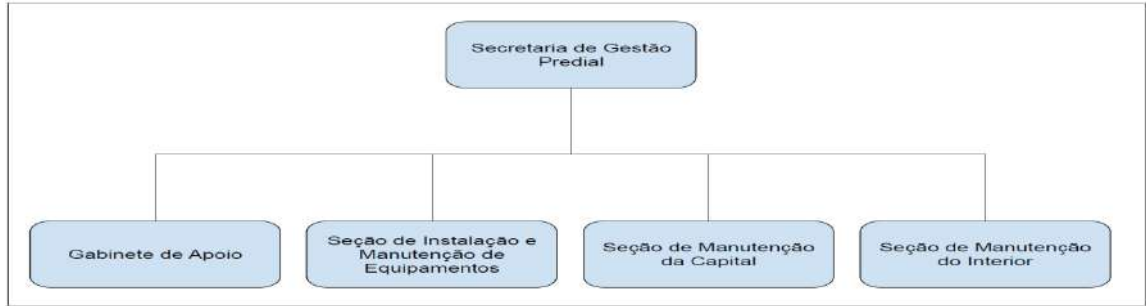 Secretaria de Gestão
Predial
Gabinete de Apoio
Seção de Instalação e
Manutenção de
Equipamentos
Seção de Manutenção
da Capital
Seção de Manutenção
do Interior